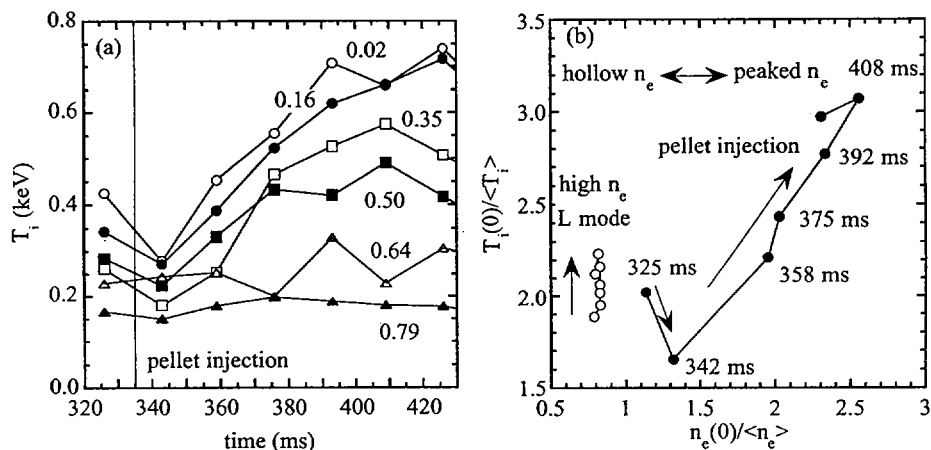 (a)
0.8
0.6
0.4
0.2
0.0
T_i (keV)
0.02
0.16
0.35
0.50
0.64
0.79
pellet injection
320 340 360 380 400 420
time (ms)
(b)
3.5
3.0
2.5
2.0
1.5
T_i(0)/<T_i>
hollow n_e
peaked n_e
408 ms
pellet injection
392 ms
high n_e
L mode
375 ms
325 ms
358 ms
342 ms
0.5 1 1.5 2 2.5 3
n_e(0)/<n_e>